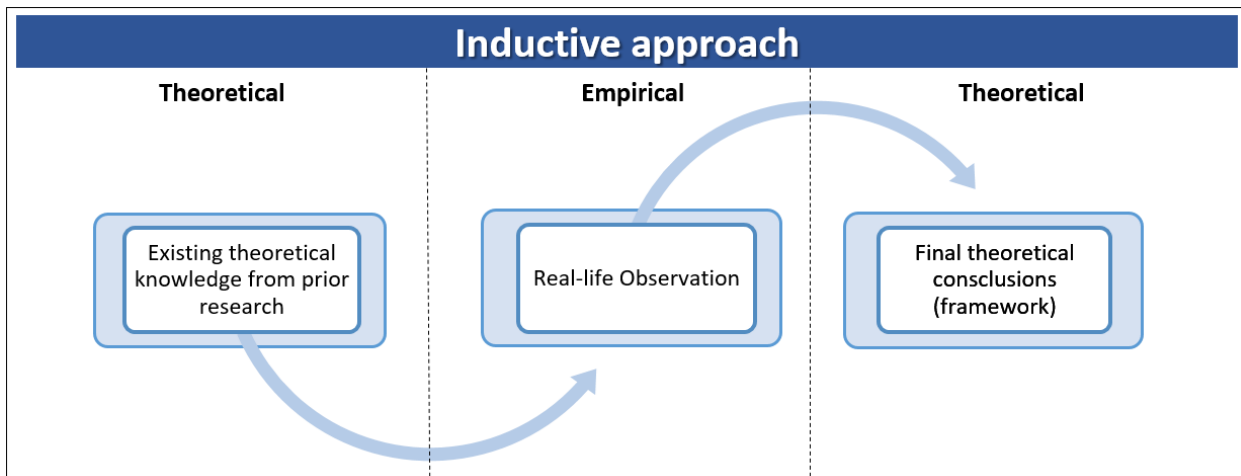 Inductive approach
Theoretical
Empirical
Theoretical
Existing theoretical
knowledge from prior
research
Real-life Observation
Final theoretical
consclusions
(framework)